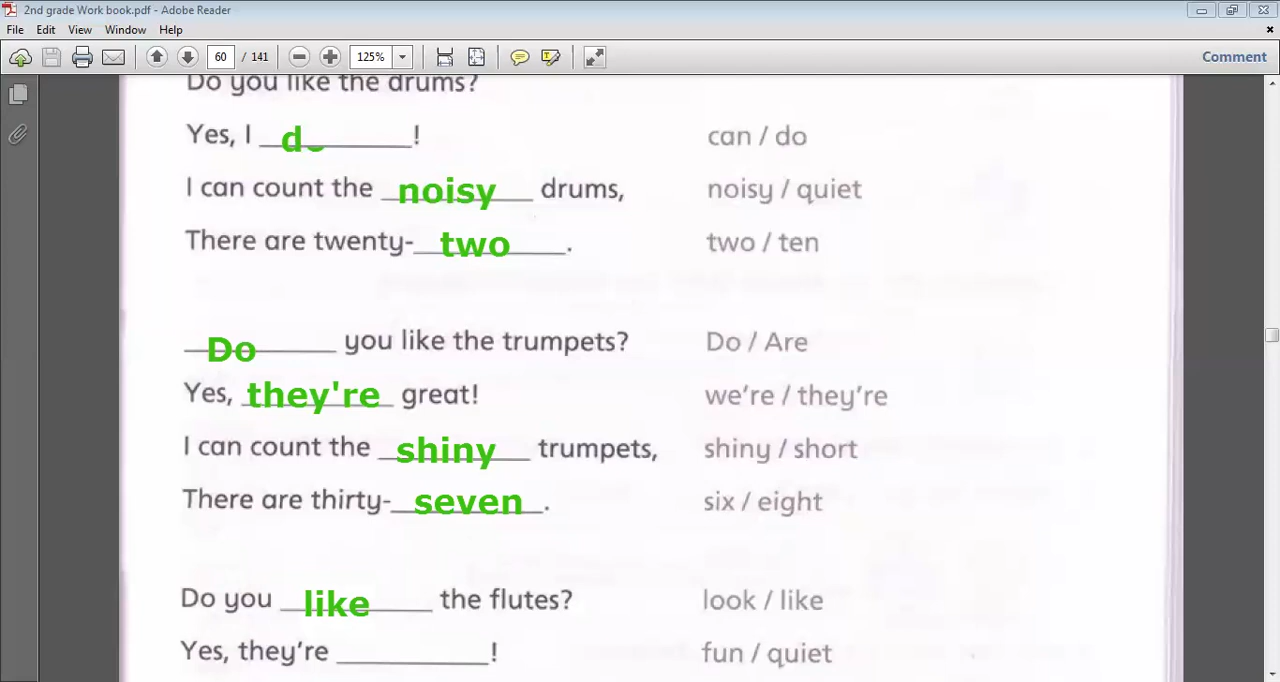 2nd grade Work book.pdf - Adobe Reader
File Edit View Window Help
60 / 141 125% Comment
Do you like the drums?
Yes, I do! can / do
I can count the noisy drums, noisy / quiet
There are twenty-two. two / ten
Do you like the trumpets? Do / Are
Yes, they're great! we're / they're
I can count the shiny trumpets, shiny / short
There are thirty-seven. six / eight
Do you like the flutes? look / like
Yes, they're __________! fun / quiet